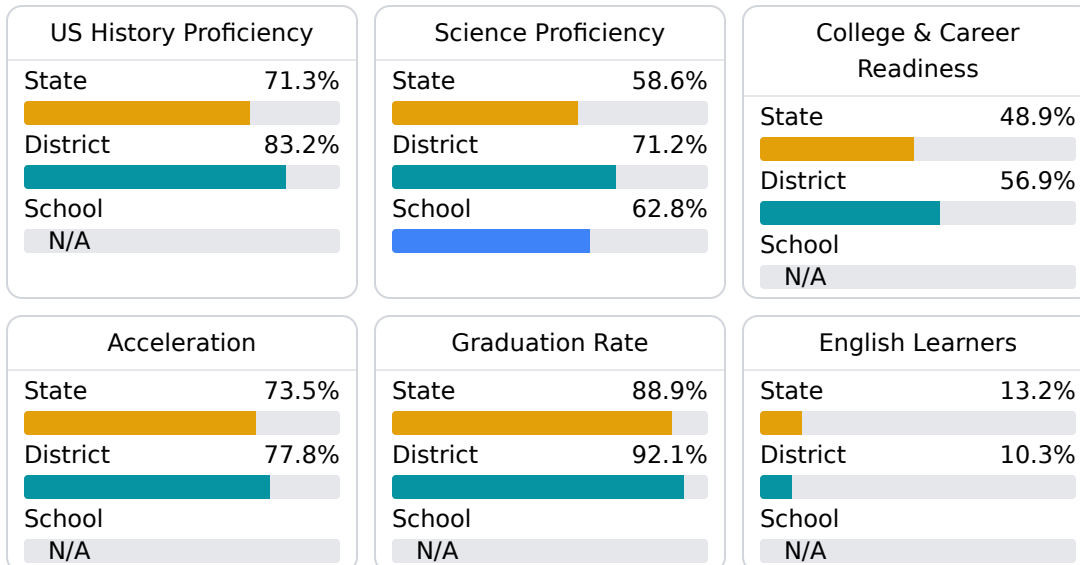 US History Proficiency
State 71.3%
District 83.2%
School
N/A
Science Proficiency
State 58.6%
District 71.2%
School 62.8%
College & Career
Readiness
State 48.9%
District 56.9%
School
N/A
Acceleration
State 73.5%
District 77.8%
School
N/A
Graduation Rate
State 88.9%
District 92.1%
School
N/A
English Learners
State 13.2%
District 10.3%
School
N/A